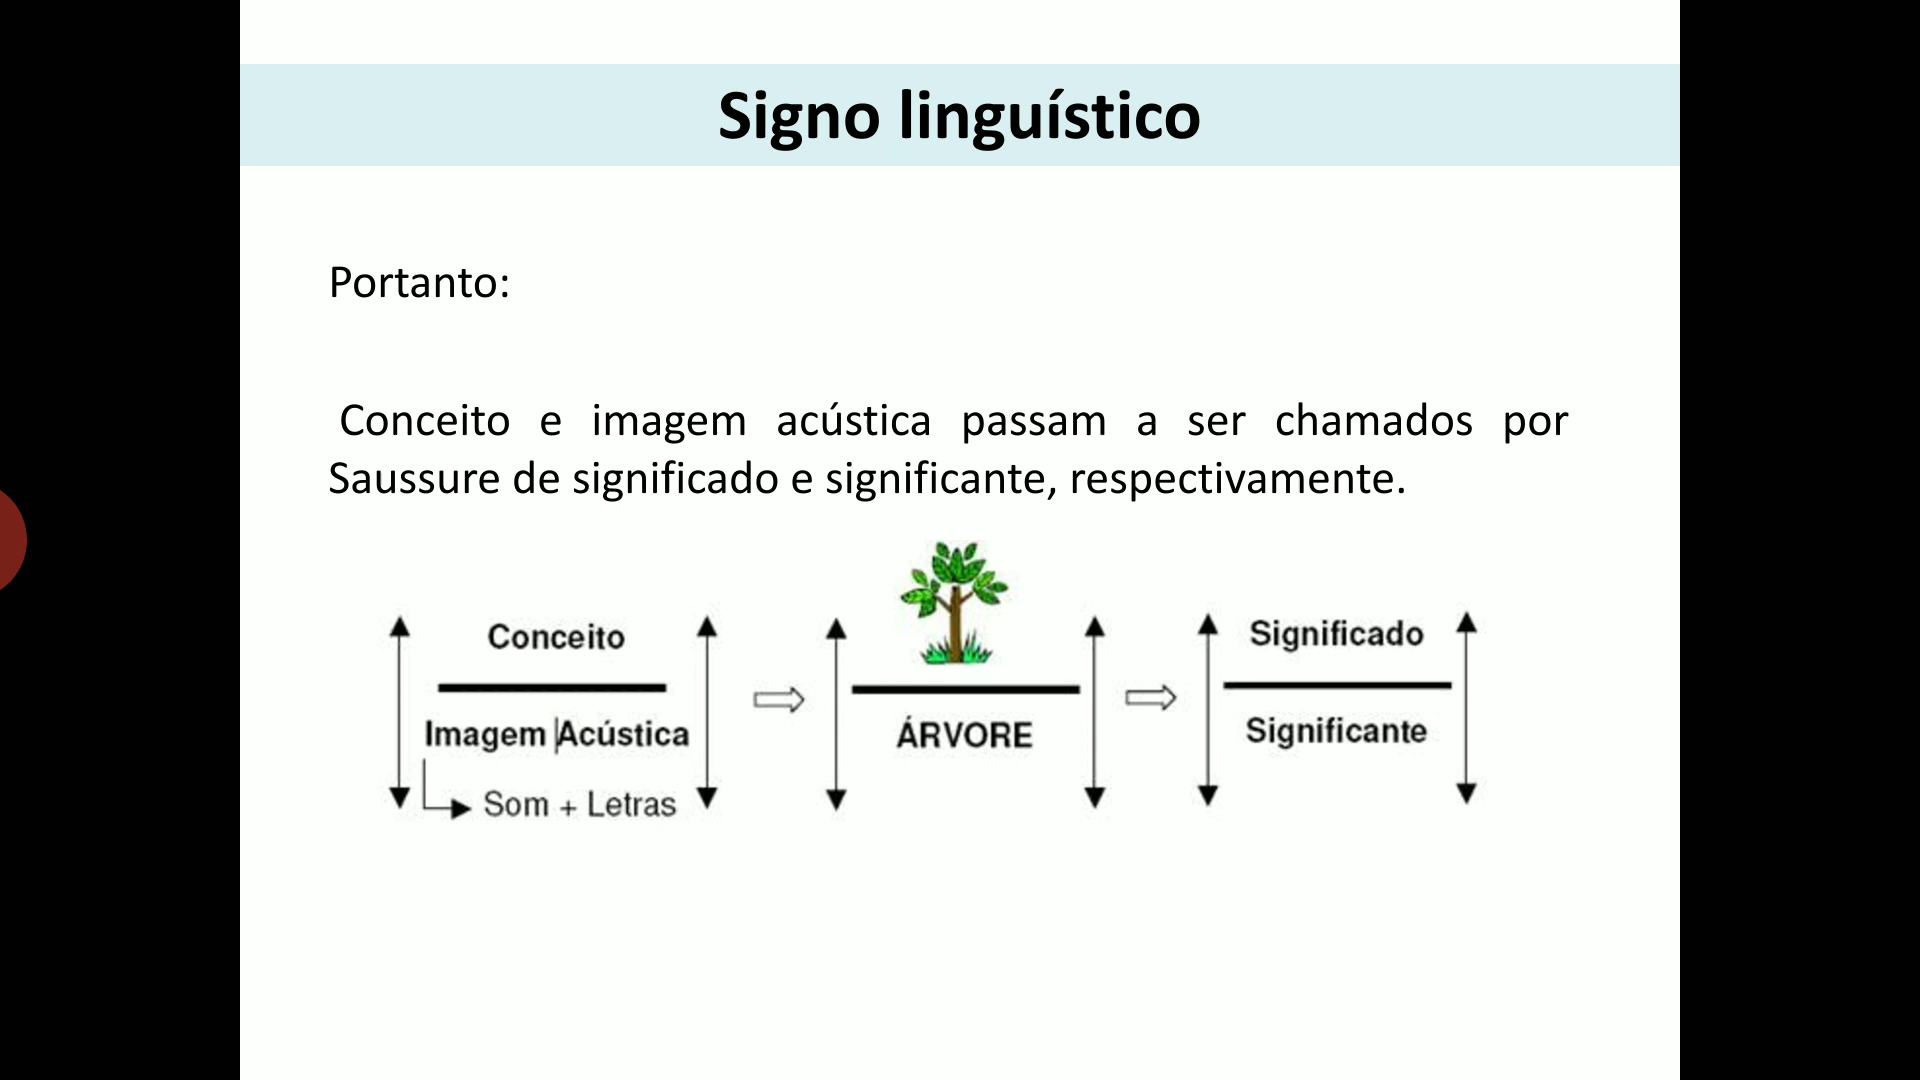 Signo linguístico
Portanto:
Conceito e imagem acústica passam a ser chamados por
Saussure de significado e significante, respectivamente.
Conceito
Imagem Acústica
Som + Letras
ÁRVORE
Significado
Significante